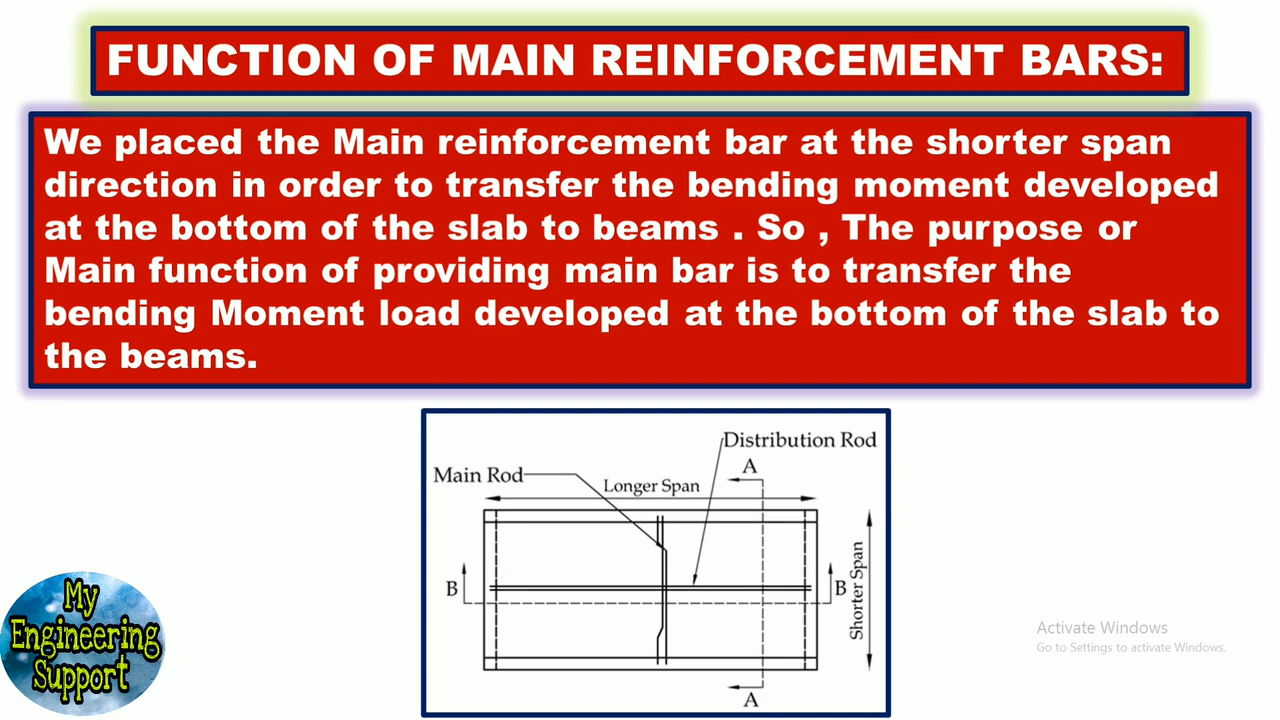 FUNCTION OF MAIN REINFORCEMENT BARS:
We placed the Main reinforcement bar at the shorter span
direction in order to transfer the bending moment developed
at the bottom of the slab to beams . So , The purpose or
Main function of providing main bar is to transfer the
bending Moment load developed at the bottom of the slab to
the beams.
Distribution Rod
A
Main Rod
Longer Span
B
B
Shorter Span
A
My
Engineering
Support
Activate Windows
Go to Settings to activate Windows.